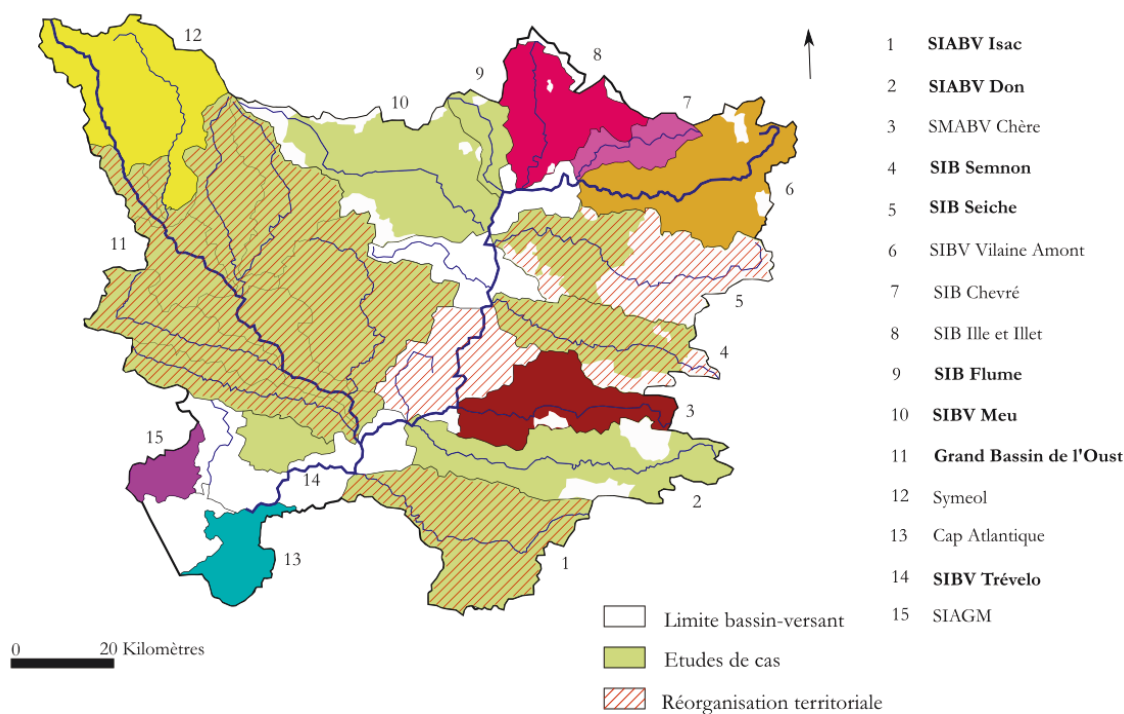 12
8
9
10
7
6
11
5
4
3
15
14
2
13
1
1 SIABV Isac
2 SIABV Don
3 SMABV Chère
4 SIB Semnon
5 SIB Seiche
6 SIBV Vilaine Amont
7 SIB Chevré
8 SIB Ille et Illet
9 SIB Flume
10 SIBV Meu
11 Grand Bassin de l'Oust
12 Symeol
13 Cap Atlantique
14 SIBV Trévelo
15 SIAGM
0 20 Kilomètres
Limite bassin-versant
Etudes de cas
Réorganisation territoriale